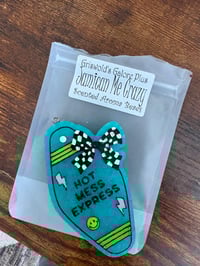 Griswold's Galore Plus
Jamican Me Crazy
Scented Aroma Beads
HOT
MESS
EXPRESS